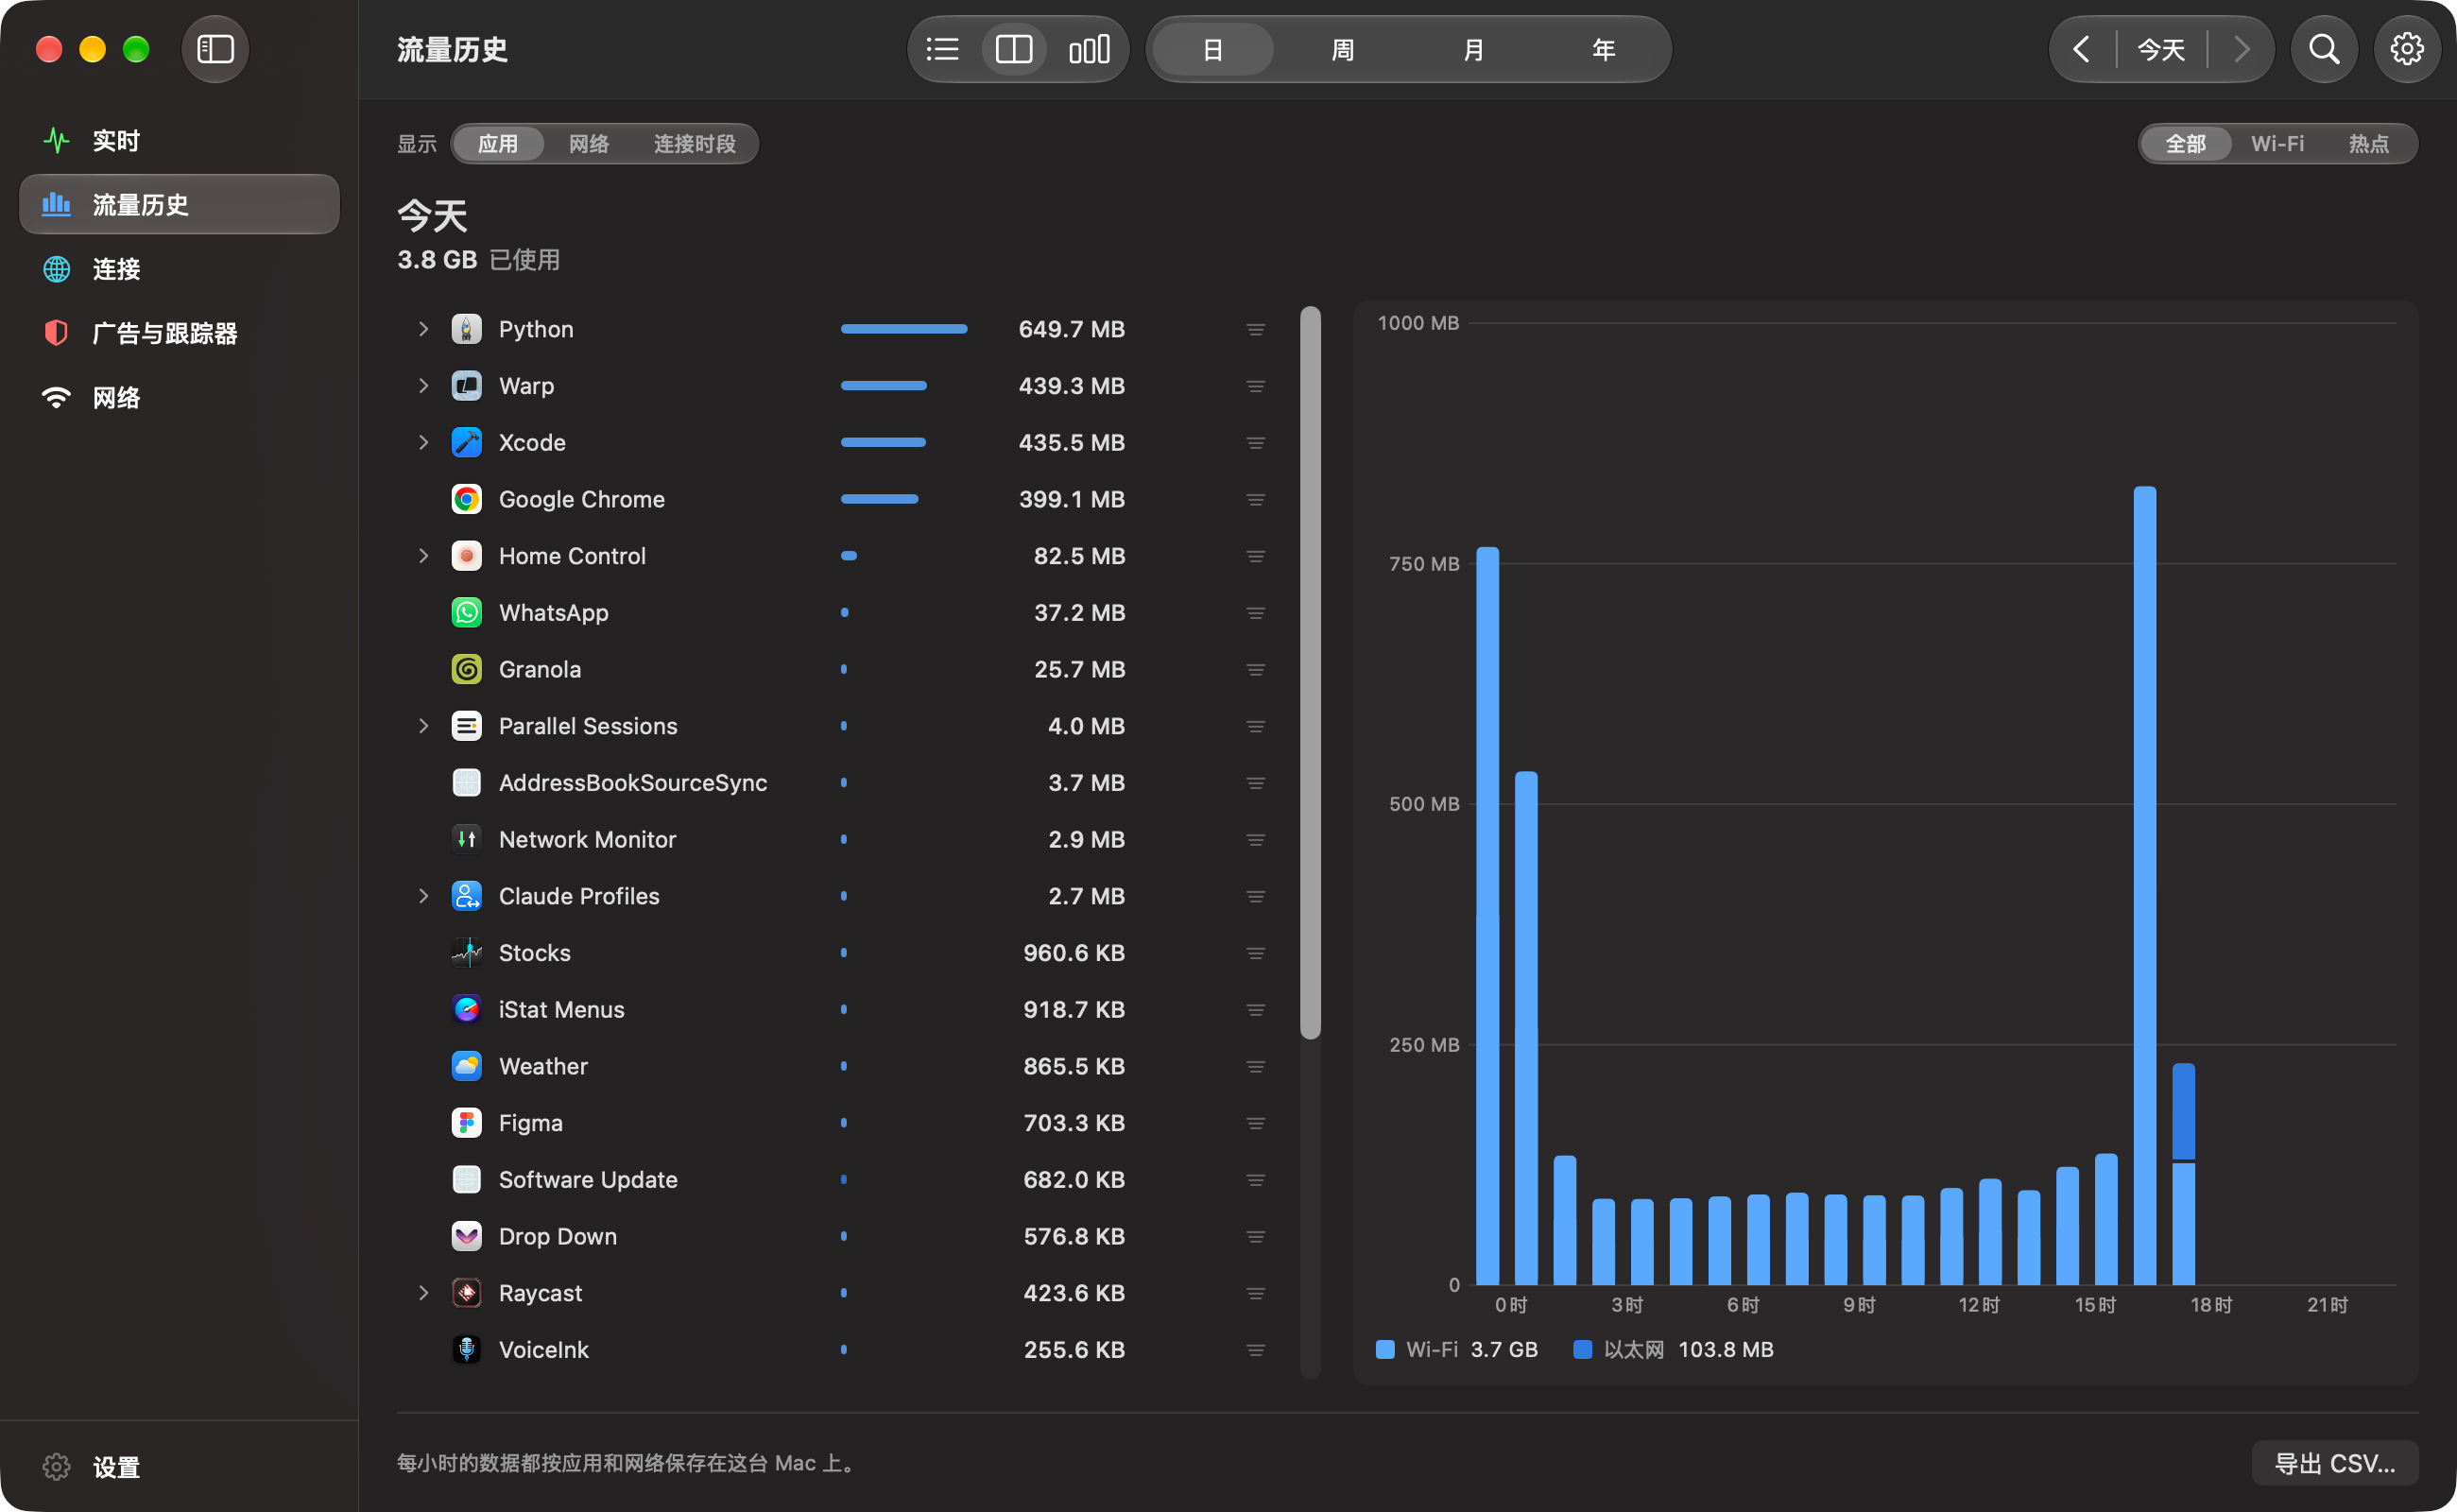 流量历史
日 周 月 年
今天
实时
流量历史
连接
广告与跟踪器
网络
设置
显示 应用 网络 连接时段
全部 Wi-Fi 热点
今天
3.8 GB 已使用
Python 649.7 MB
Warp 439.3 MB
Xcode 435.5 MB
Google Chrome 399.1 MB
Home Control 82.5 MB
WhatsApp 37.2 MB
Granola 25.7 MB
Parallel Sessions 4.0 MB
AddressBookSourceSync 3.7 MB
Network Monitor 2.9 MB
Claude Profiles 2.7 MB
Stocks 960.6 KB
iStat Menus 918.7 KB
Weather 865.5 KB
Figma 703.3 KB
Software Update 682.0 KB
Drop Down 576.8 KB
Raycast 423.6 KB
VoiceInk 255.6 KB
1000 MB
750 MB
500 MB
250 MB
0
0时 3时 6时 9时 12时 15时 18时 21时
Wi-Fi 3.7 GB 以太网 103.8 MB
每小时的数据都按应用和网络保存在这台 Mac 上。
导出 CSV...